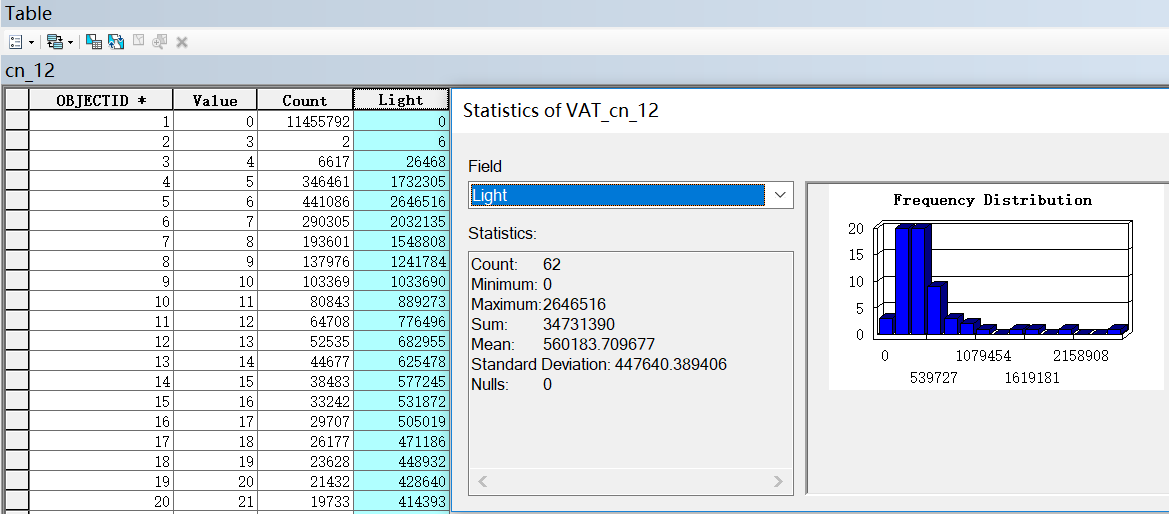 Table
cn_12
OBJECTID * Value Count Light
1 0 11455792 0
2 3 2 6
3 4 6617 26468
4 5 346461 1732305
5 6 441086 2646516
6 7 290305 2032135
7 8 193601 1548808
8 9 137976 1241784
9 10 103369 1033690
10 11 80843 889273
11 12 64708 776496
12 13 52535 682955
13 14 44677 625478
14 15 38483 577245
15 16 33242 531872
16 17 29707 505019
17 18 26177 471186
18 19 23628 448932
19 20 21432 428640
20 21 19733 414393
Statistics of VAT_cn_12
Field
Light
Statistics:
Count: 62
Minimum: 0
Maximum: 2646516
Sum: 34731390
Mean: 560183.709677
Standard Deviation: 447640.389406
Nulls: 0
Frequency Distribution
20
15
10
5
0
0 1079454 2158908
539727 1619181